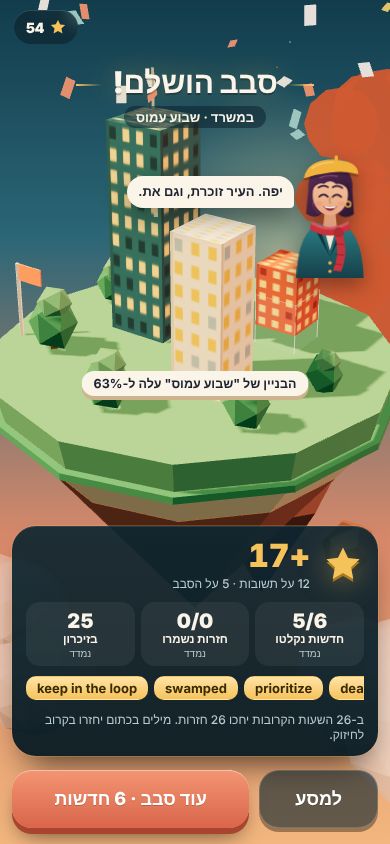 54
סבב הושלם!
במשרד · שבוע עמוס
יפה. העיר זוכרת, וגם את.
הבניין של "שבוע עמוס" עלה ל-63%
+17
12 על תשובות · 5 על הסבב
5/6
חדשות נקלטו
נמדד
0/0
חזרות נשמרו
נמדד
25
בזיכרון
נמדד
keep in the loop
swamped
prioritize
dea
ב-26 השעות הקרובות יחכו 26 חזרות. מילים בכתום יחזרו בקרוב
לחיזוק.
למסע
עוד סבב · 6 חדשות